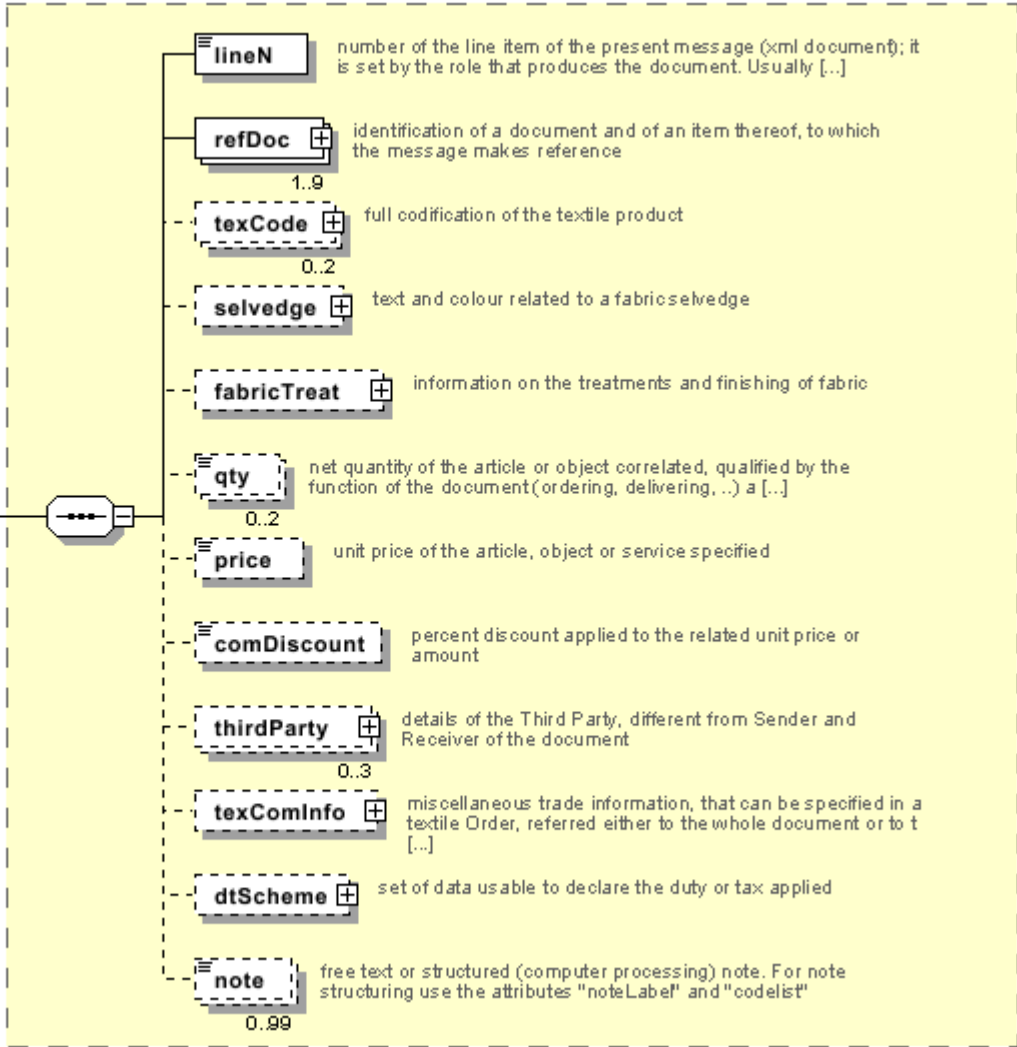 lineN
number of the line item of the present message (xml document); it
is set by the role that produces the document. Usually [...]
refDoc
1..9
identification of a document and of an item thereof, to which
the message makes reference
texCode
0..2
full codification of the textile product
selvedge
text and colour related to a fabric selvedge
fabricTreat
information on the treatments and finishing of fabric
qty
0..2
net quantity of the article or object correlated, qualified by the
function of the document (ordering, delivering, ..) a [...]
price
unit price of the article, object or service specified
comDiscount
percent discount applied to the related unit price or
amount
thirdParty
0..3
details of the Third Party, different from Sender and
Receiver of the document
texComInfo
miscellaneous trade information, that can be specified in a
textile Order, referred either to the whole document or to t
[...]
dtScheme
set of data usable to declare the duty or tax applied
note
0..99
free text or structured (computer processing) note. For note
structuring use the attributes "noteLabel" and "codelist"